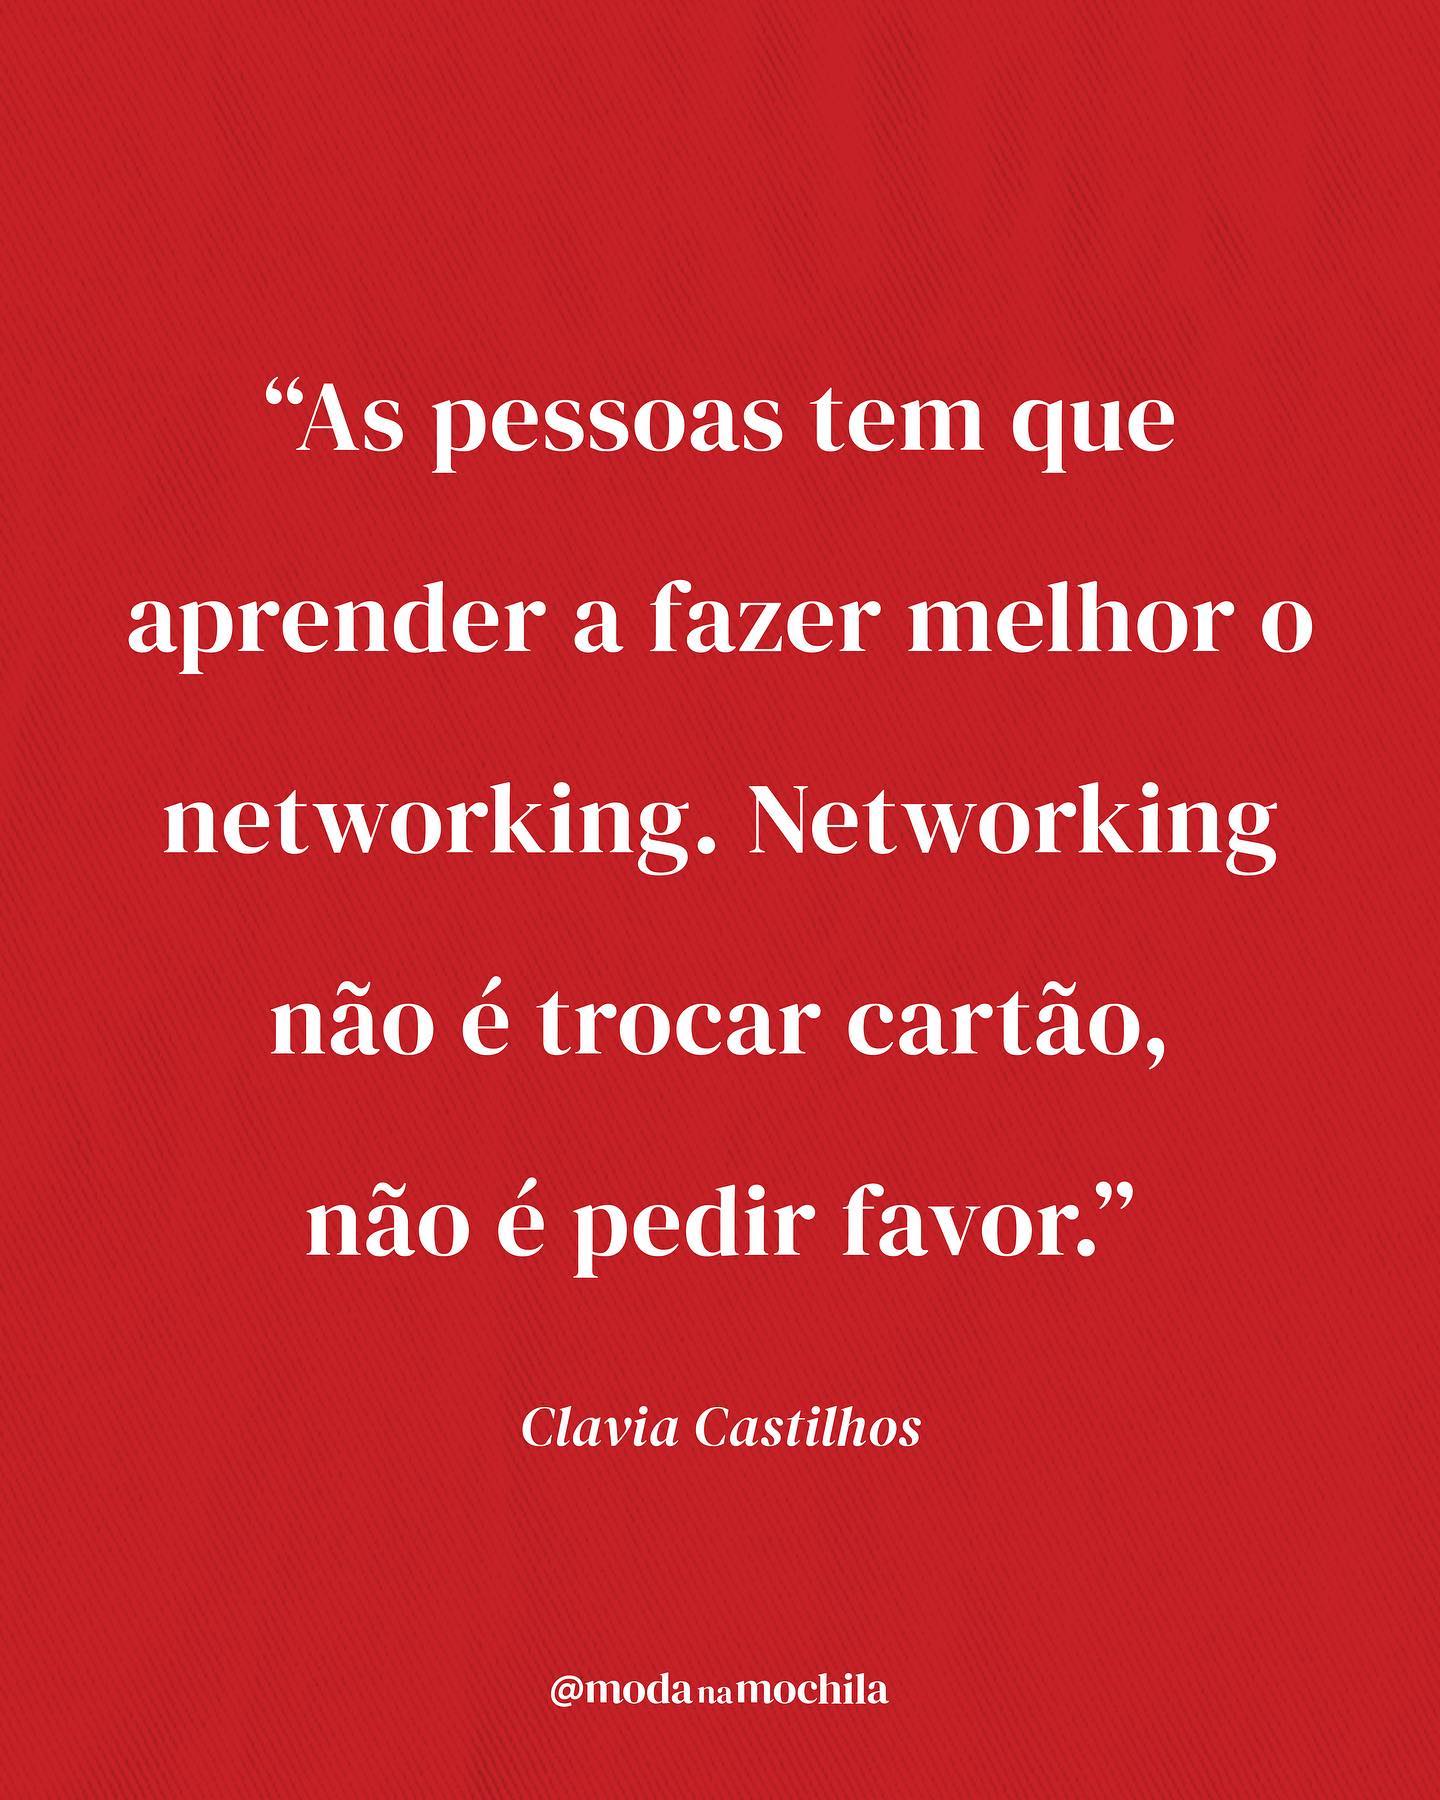 “As pessoas tem que
aprender a fazer melhor o
networking. Networking
não é trocar cartão,
não é pedir favor.”
Clavia Castilhos
@modanamochila